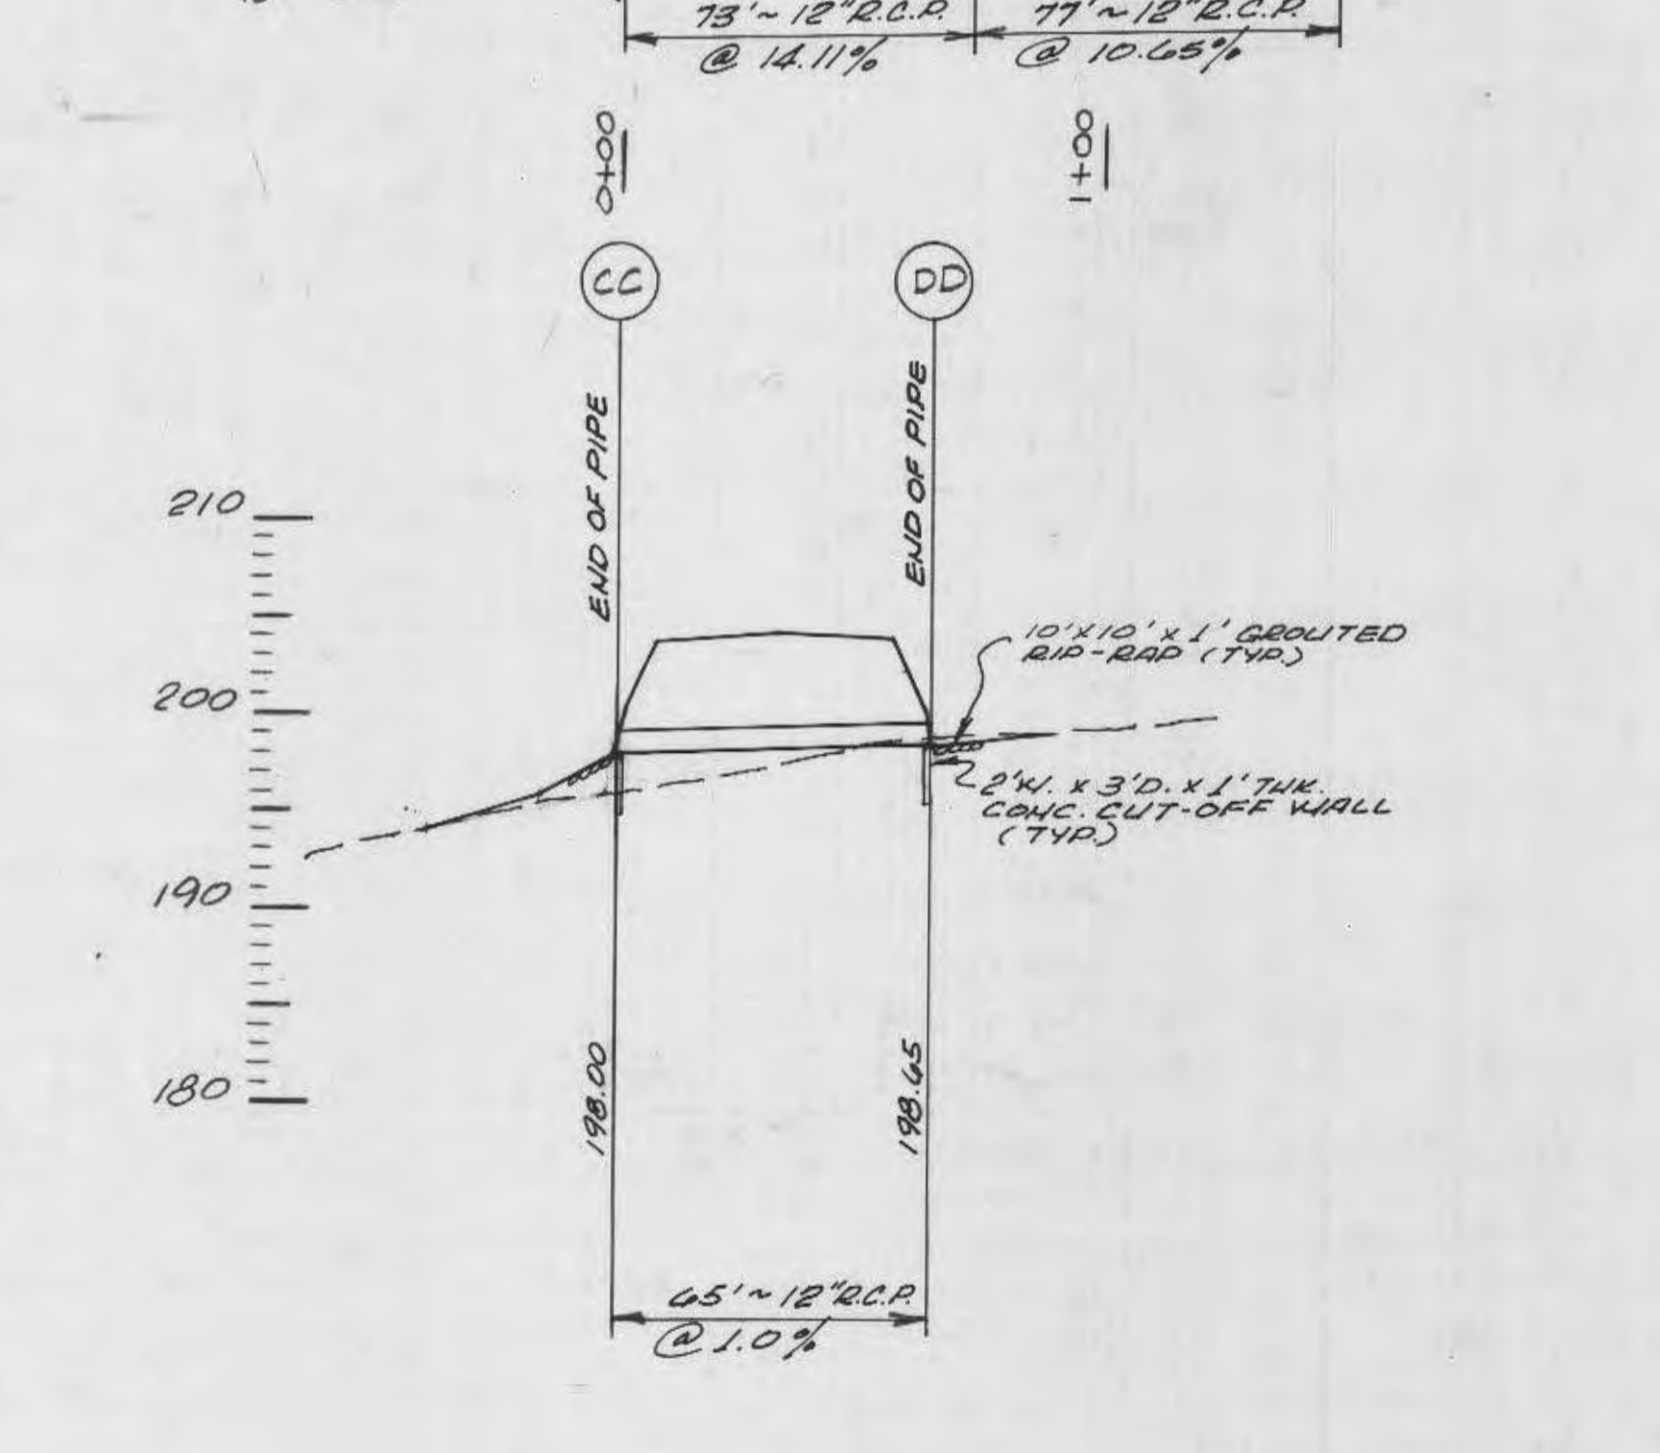 73'~12"R.C.P.
@ 14.11%
77'~12"R.C.P.
@ 10.65%
0+00
1+00
CC
DD
END OF PIPE
END OF PIPE
210
200
190
180
10'X10'x1' GROUTED
RIP-RAP (TYP.)
2'W. x 3'D. x 1' THK.
CONC. CUT-OFF WALL
(TYP.)
198.00
198.65
65'~12"R.C.P.
@ 1.0%